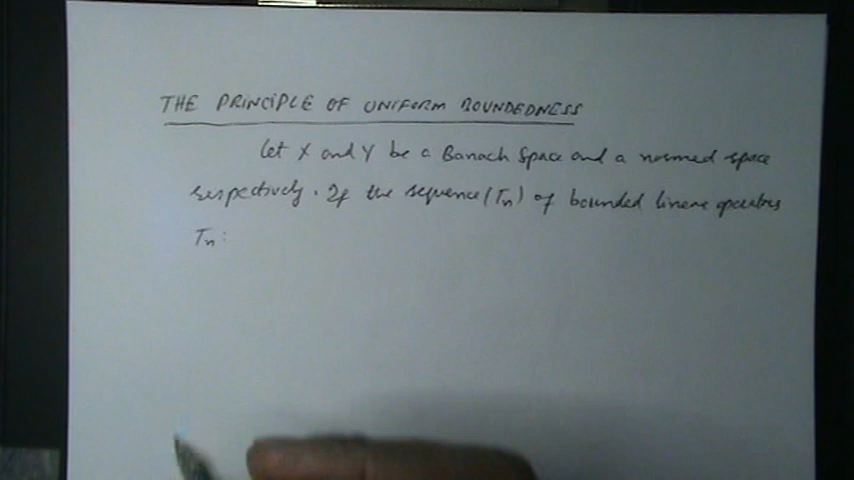 THE PRINCIPLE OF UNIFORM BOUNDEDNESS
Let X and Y be a Banach Space and a normed space
respectively. If the sequence (Tn) of bounded linear operators
Tn: